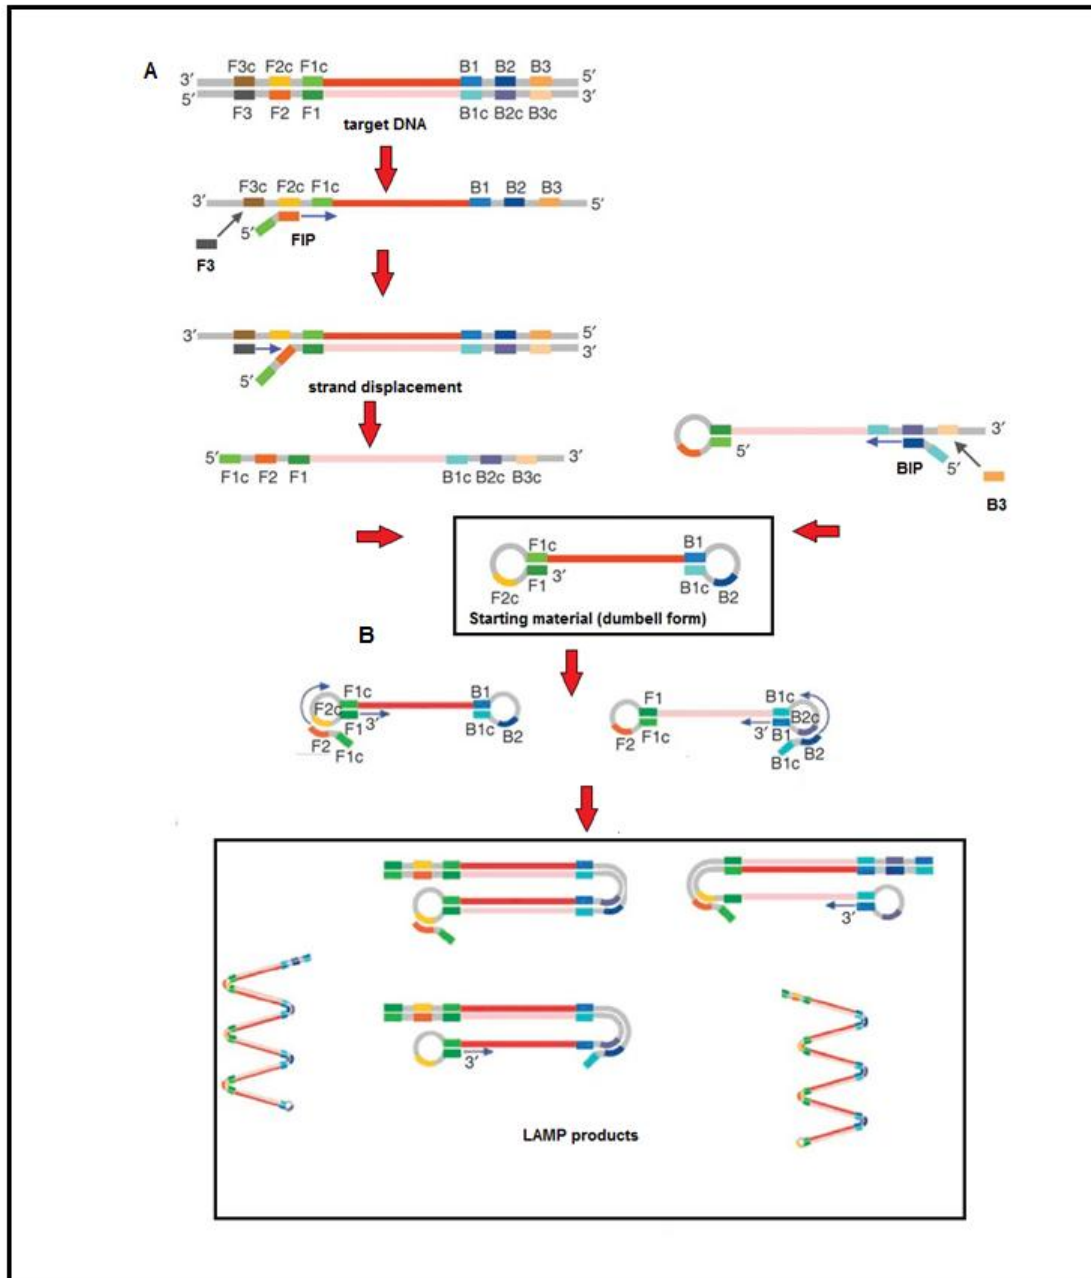 A
F3c F2c F1c B1 B2 B3
3′ 5′
5′ 3′
F3 F2 F1 B1c B2c B3c
target DNA
F3c F2c F1c B1 B2 B3
3′ 5′
5′ FIP
F3
3′ 5′
3′
5′
strand displacement
5′ 3′
F1c F2 F1 B1c B2c B3c
3′
5′ BIP 5′
B3
F1c B1
F1 3′ B1c
F2c B2
Starting material (dumbell form)
B
F1c B1
F2c 3′
F1 B1c B2
F2 F1c
F1 B1c
3′ B2c
F2 F1c B1 B2
B1c
3′
3′
LAMP products